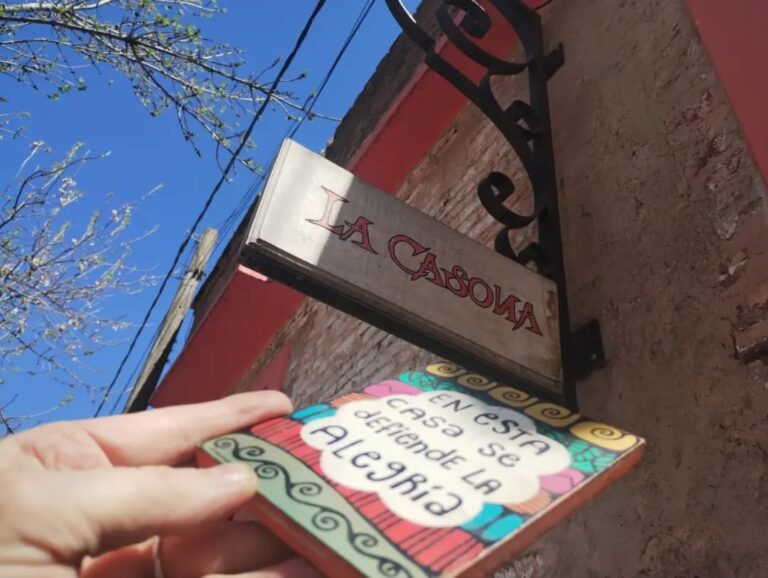 LA CASONA
EN ESTA
CASA SE
DEFIENDE LA
ALEGRÍA